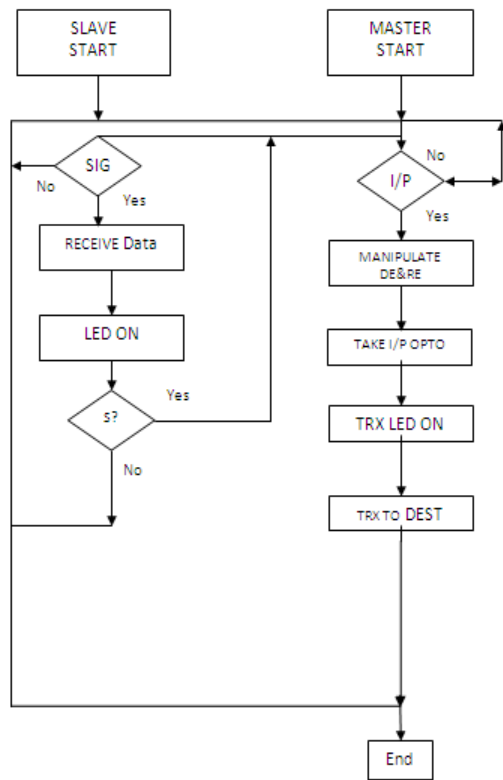 SLAVE
START
MASTER
START
SIG
No
Yes
RECEIVE Data
LED ON
s?
Yes
No
No
I/P
Yes
MANIPULATE
DE&RE
TAKE I/P OPTO
TRX LED ON
TRX TO DEST
End